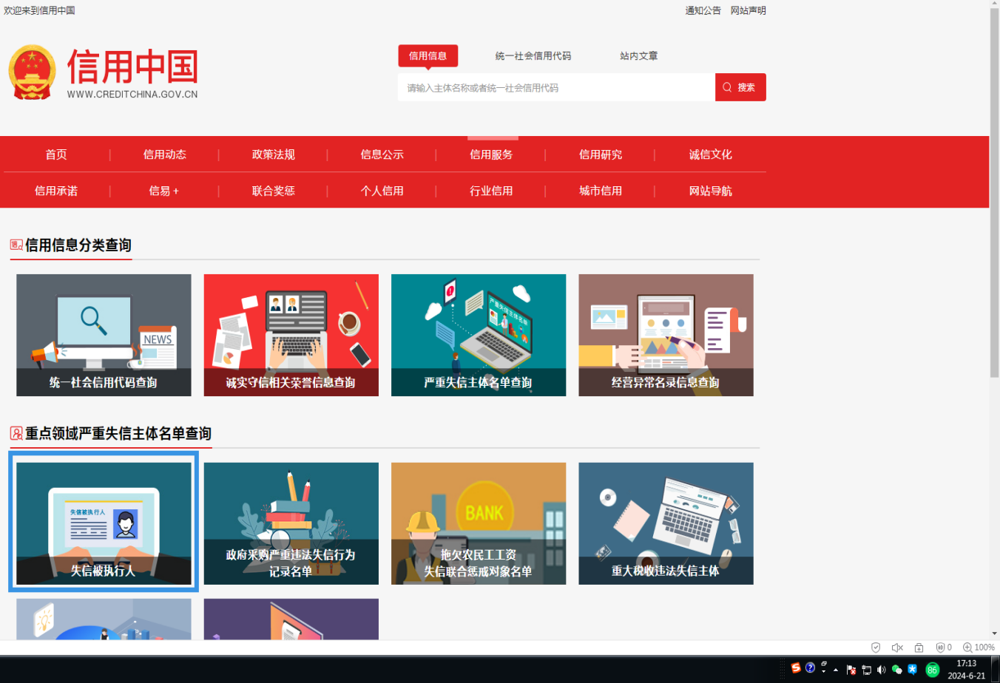 欢迎来到信用中国
通知公告 网站声明
信用中国
WWW.CREDITCHINA.GOV.CN
信用信息 统一社会信用代码 站内文章
请输入主体名称或者统一社会信用代码 搜索
首页 信用动态 政策法规 信息公示 信用服务 信用研究 诚信文化
信用承诺 信易 + 联合奖惩 个人信用 行业信用 城市信用 网站导航
信用信息分类查询
NEWS
严重失信主体名单
统一社会信用代码查询 诚实守信相关荣誉信息查询 严重失信主体名单查询 经营异常名录信息查询
重点领域严重失信主体名单查询
失信被执行人
BANK
失信被执行人
政府采购严重违法失信行为
记录名单
拖欠农民工工资
失信联合惩戒对象名单
重大税收违法失信主体
0 100%
86
17:13
2024-6-21